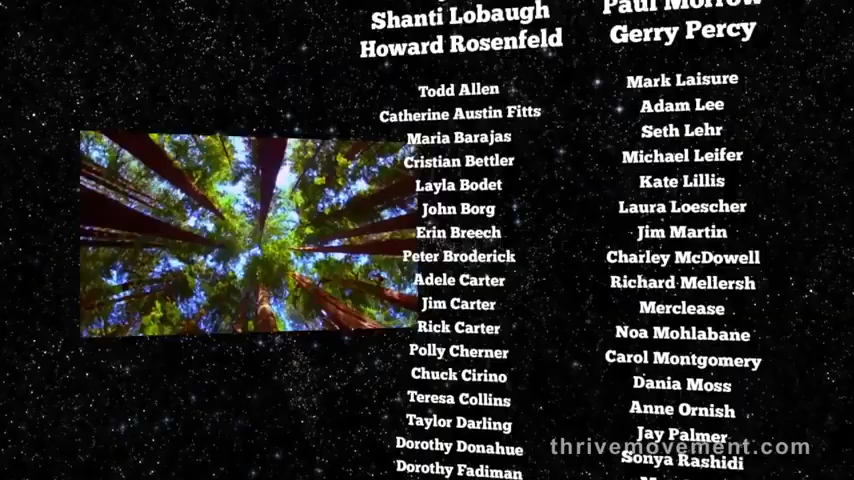 Shanti Lobaugh
Howard Rosenfeld
Todd Allen
Catherine Austin Fitts
Maria Barajas
Cristian Bettler
Layla Bodet
John Borg
Erin Breech
Peter Broderick
Adele Carter
Jim Carter
Rick Carter
Polly Cherner
Chuck Cirino
Teresa Collins
Taylor Darling
Dorothy Donahue
Dorothy Fadiman
Paul Morrow
Gerry Percy
Mark Laisure
Adam Lee
Seth Lehr
Michael Leifer
Kate Lillis
Laura Loescher
Jim Martin
Charley McDowell
Richard Mellersh
Merclease
Noa Mohlabane
Carol Montgomery
Dania Moss
Anne Ornish
Jay Palmer
Sonya Rashidi
thrivemovement.com